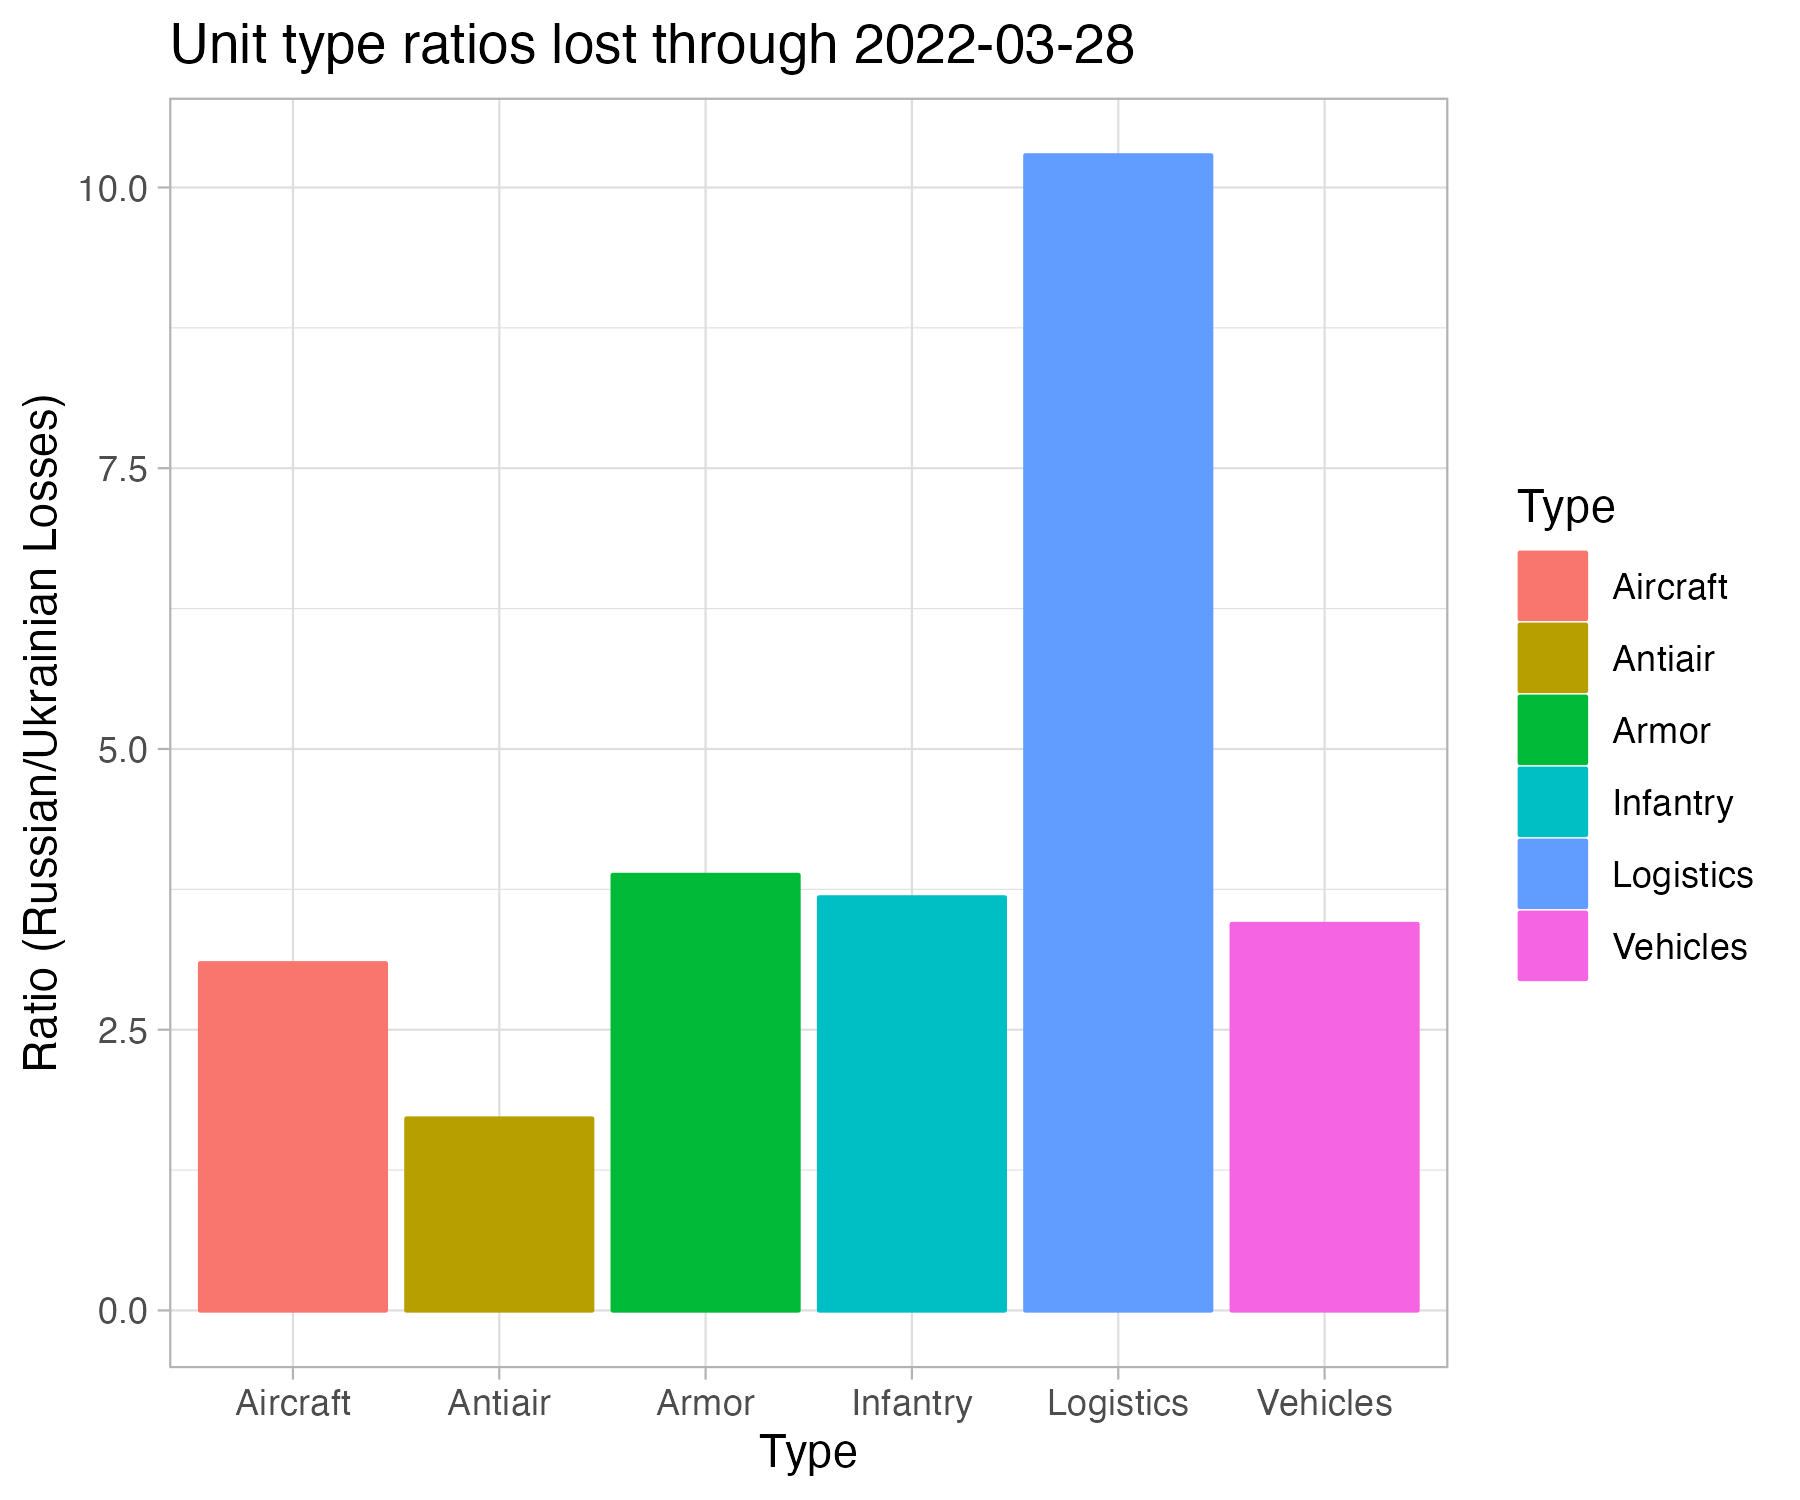 Unit type ratios lost through 2022-03-28
Ratio (Russian/Ukrainian Losses)
10.0
7.5
5.0
2.5
0.0
Aircraft
Antiair
Armor
Infantry
Logistics
Vehicles
Type
Type
Aircraft
Antiair
Armor
Infantry
Logistics
Vehicles